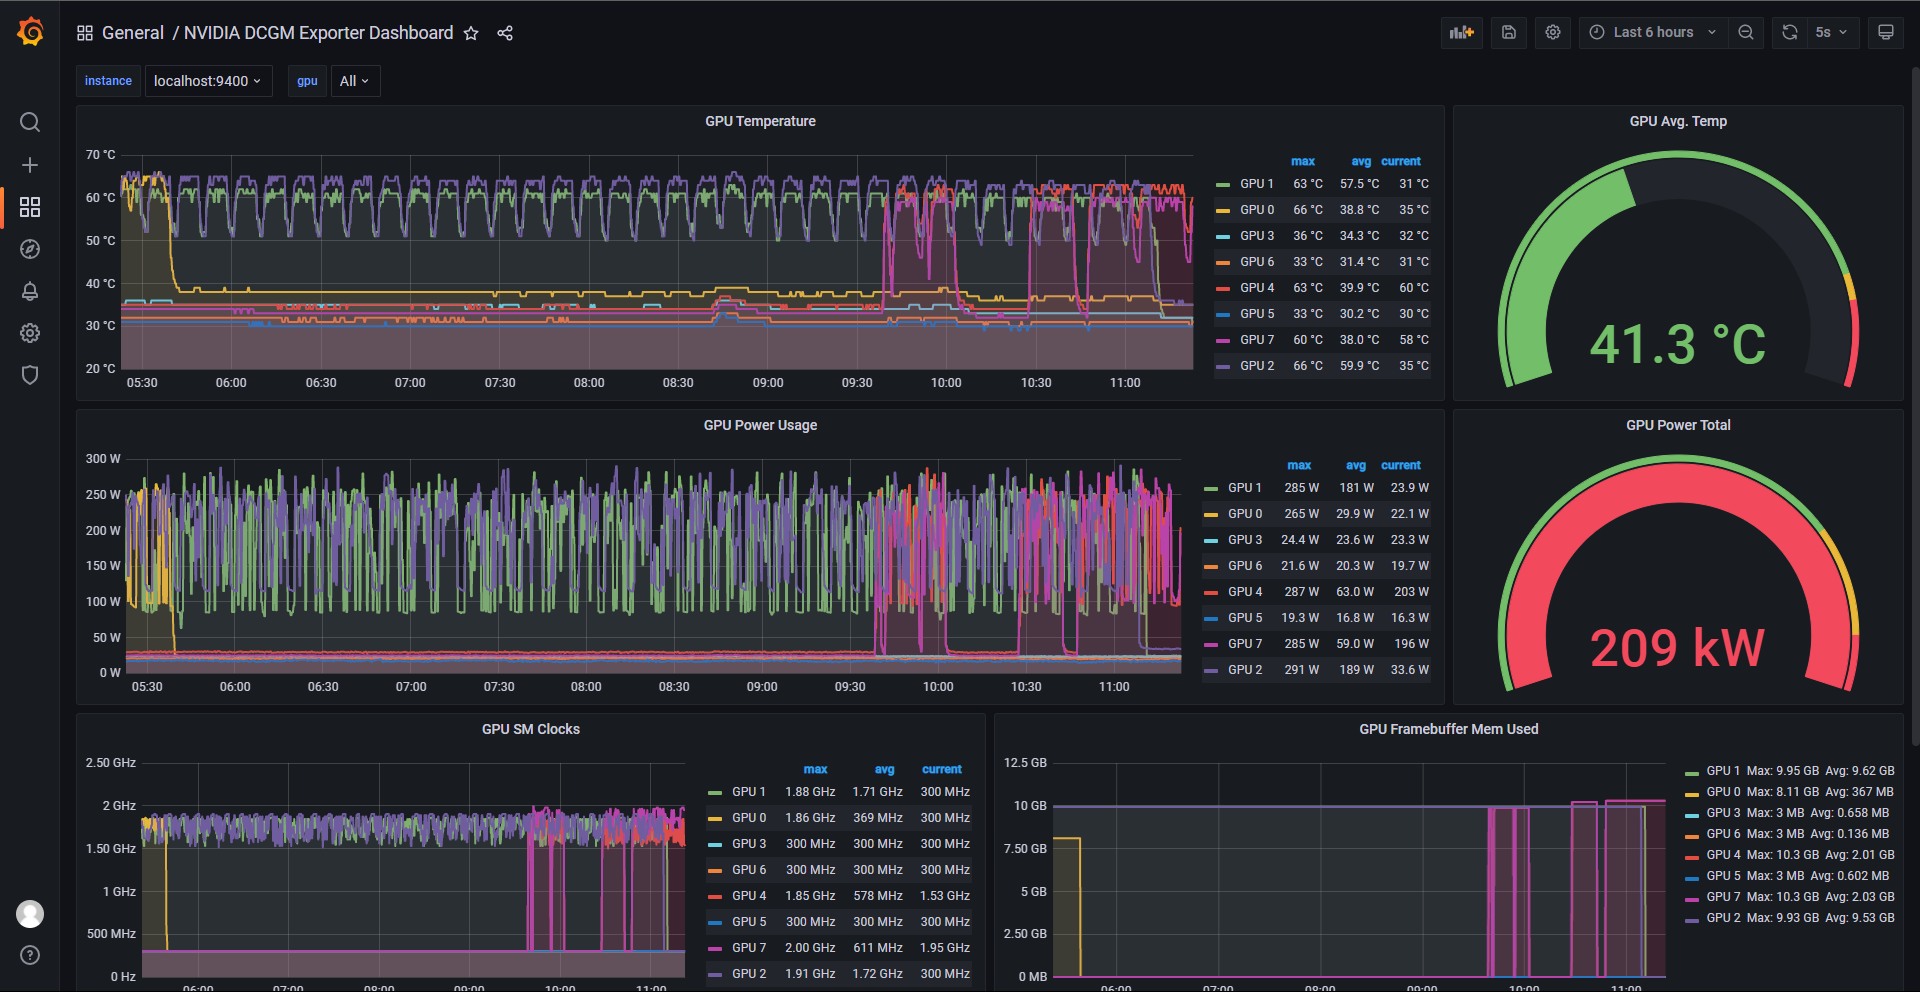 General / NVIDIA DCGM Exporter Dashboard
Last 6 hours
5s
instance localhost:9400 gpu All
GPU Temperature
70 °C
60 °C
50 °C
40 °C
30 °C
20 °C
05:30 06:00 06:30 07:00 07:30 08:00 08:30 09:00 09:30 10:00 10:30 11:00
max avg current
GPU 1 63 °C 57.5 °C 31 °C
GPU 0 66 °C 38.8 °C 35 °C
GPU 3 36 °C 34.3 °C 32 °C
GPU 6 33 °C 31.4 °C 31 °C
GPU 4 63 °C 39.9 °C 60 °C
GPU 5 33 °C 30.2 °C 30 °C
GPU 7 60 °C 38.0 °C 58 °C
GPU 2 66 °C 59.9 °C 35 °C
GPU Avg. Temp
41.3 °C
GPU Power Usage
300 W
250 W
200 W
150 W
100 W
50 W
0 W
05:30 06:00 06:30 07:00 07:30 08:00 08:30 09:00 09:30 10:00 10:30 11:00
max avg current
GPU 1 285 W 181 W 23.9 W
GPU 0 265 W 29.9 W 22.1 W
GPU 3 24.4 W 23.6 W 23.3 W
GPU 6 21.6 W 20.3 W 19.7 W
GPU 4 287 W 63.0 W 203 W
GPU 5 19.3 W 16.8 W 16.3 W
GPU 7 285 W 59.0 W 196 W
GPU 2 291 W 189 W 33.6 W
GPU Power Total
209 kW
GPU SM Clocks
2.50 GHz
2 GHz
1.50 GHz
1 GHz
500 MHz
0 Hz
06:00 07:00 08:00 09:00 10:00 11:00
max avg current
GPU 1 1.88 GHz 1.71 GHz 300 MHz
GPU 0 1.86 GHz 369 MHz 300 MHz
GPU 3 300 MHz 300 MHz 300 MHz
GPU 6 300 MHz 300 MHz 300 MHz
GPU 4 1.85 GHz 578 MHz 1.53 GHz
GPU 5 300 MHz 300 MHz 300 MHz
GPU 7 2.00 GHz 611 MHz 1.95 GHz
GPU 2 1.91 GHz 1.72 GHz 300 MHz
GPU Framebuffer Mem Used
12.5 GB
10 GB
7.50 GB
5 GB
2.50 GB
0 MB
06:00 07:00 08:00 09:00 10:00 11:00
GPU 1 Max: 9.95 GB Avg: 9.62 GB
GPU 0 Max: 8.11 GB Avg: 367 MB
GPU 3 Max: 3 MB Avg: 0.658 MB
GPU 6 Max: 3 MB Avg: 0.136 MB
GPU 4 Max: 10.3 GB Avg: 2.01 GB
GPU 5 Max: 3 MB Avg: 0.602 MB
GPU 7 Max: 10.3 GB Avg: 2.03 GB
GPU 2 Max: 9.93 GB Avg: 9.53 GB